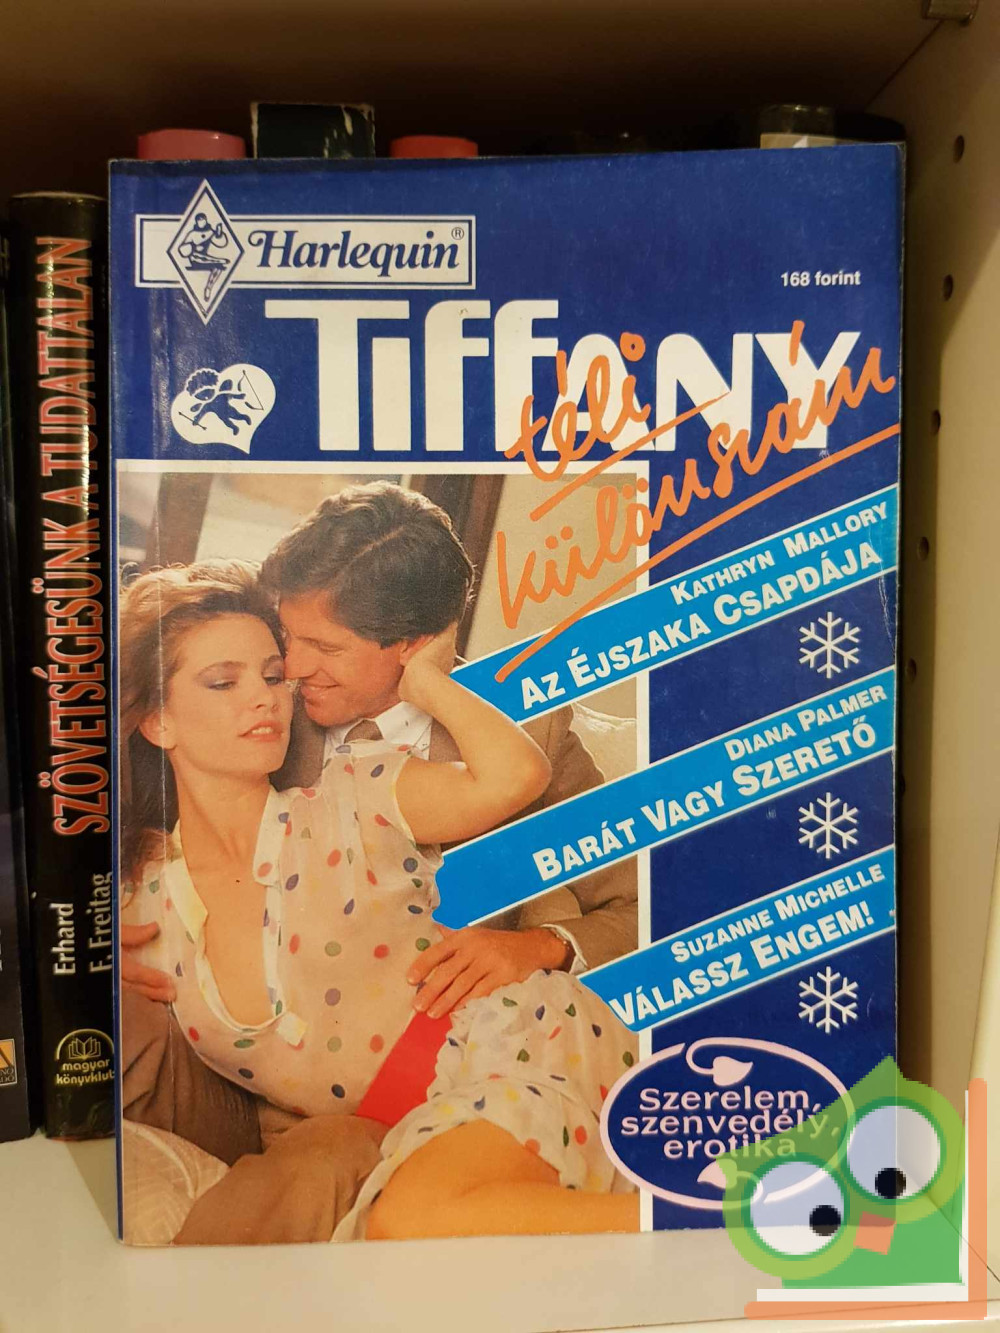 Harlequin®
168 forint
TIFFANY
téli
különszám
KATHRYN MALLORY
AZ ÉJSZAKA CSAPDÁJA
DIANA PALMER
BARÁT VAGY SZERETŐ
SUZANNE MICHELLE
VÁLASSZ ENGEM!
Szerelem,
szenvedély,
erotika
SZÖVETSÉGESÜNK A TUDATTALAN
Erhard
F. Freitag
magyar
könyvklub